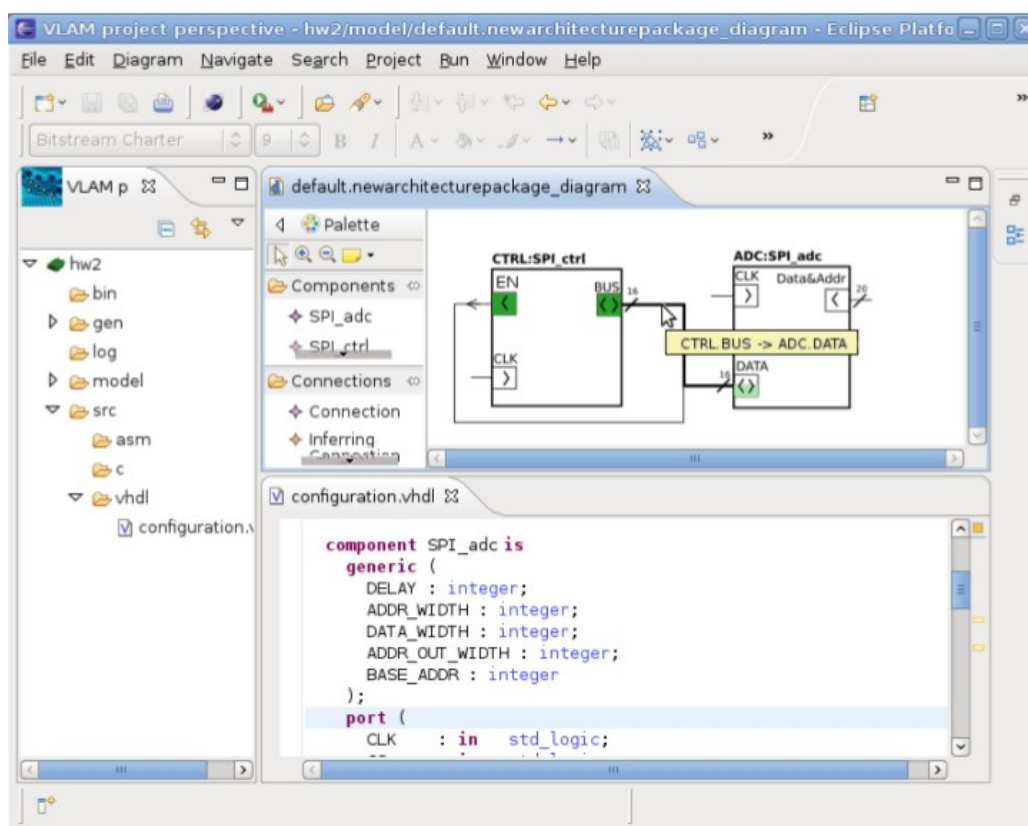 VLAM project perspective - hw2/model/default.newarchitecturepackage_diagram - Eclipse Platfo
File Edit Diagram Navigate Search Project Run Window Help
»
Bitstream Charter 9 B I A »
VLAM p
default.newarchitecturepackage_diagram
Palette
Components
SPI_adc
SPI_ctrl
Connections
Connection
Inferring
Connection
hw2
bin
gen
log
model
src
asm
c
vhdl
configuration.v
CTRL:SPI_ctrl
EN
BUS
16
CLK
ADC:SPI_adc
CLK Data&Addr
20
CTRL.BUS -> ADC.DATA
16
DATA
configuration.vhdl
component SPI_adc is
generic (
DELAY : integer;
ADDR_WIDTH : integer;
DATA_WIDTH : integer;
ADDR_OUT_WIDTH : integer;
BASE_ADDR : integer
);
port (
CLK : in std_logic;